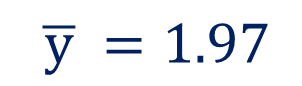 y̅ = 1.97